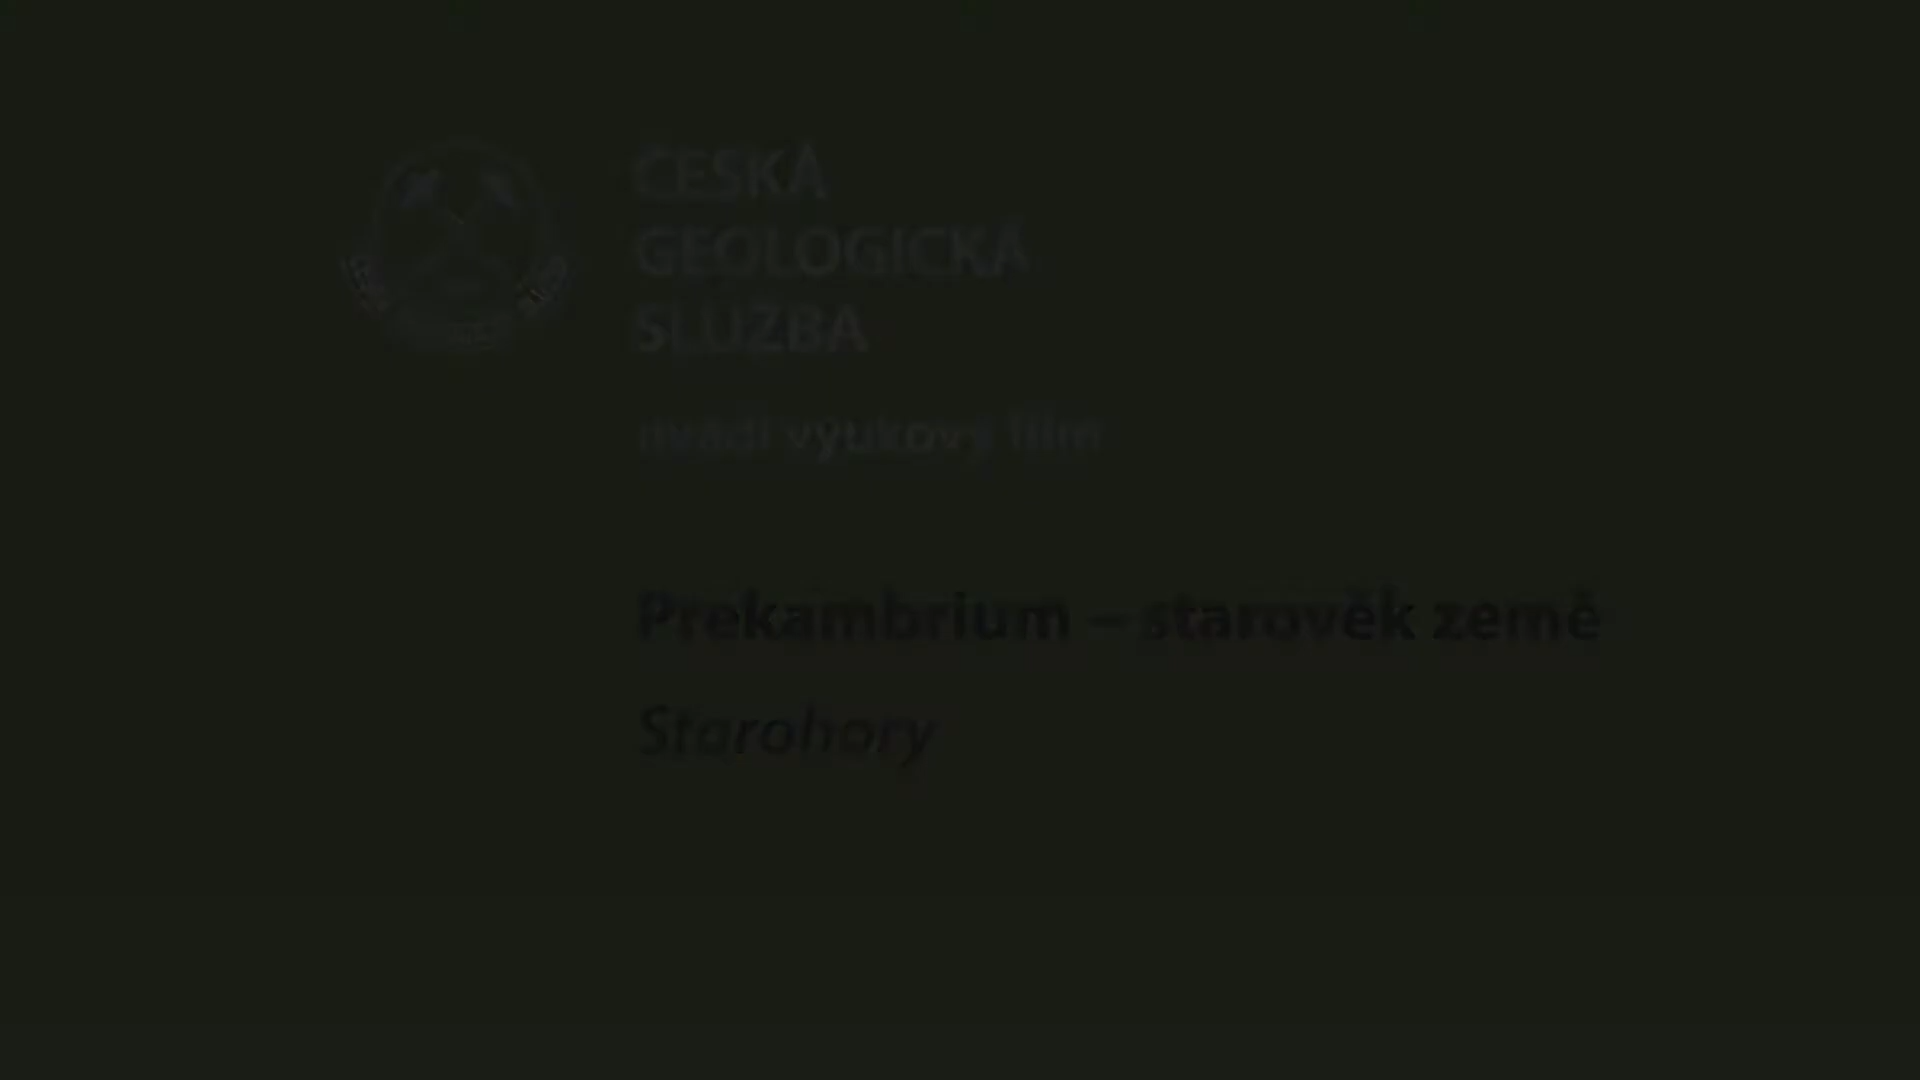 ČESKÁ
GEOLOGICKÁ
SLUŽBA
uvádí výukový film
Prekambrium – starověk země
Starohory